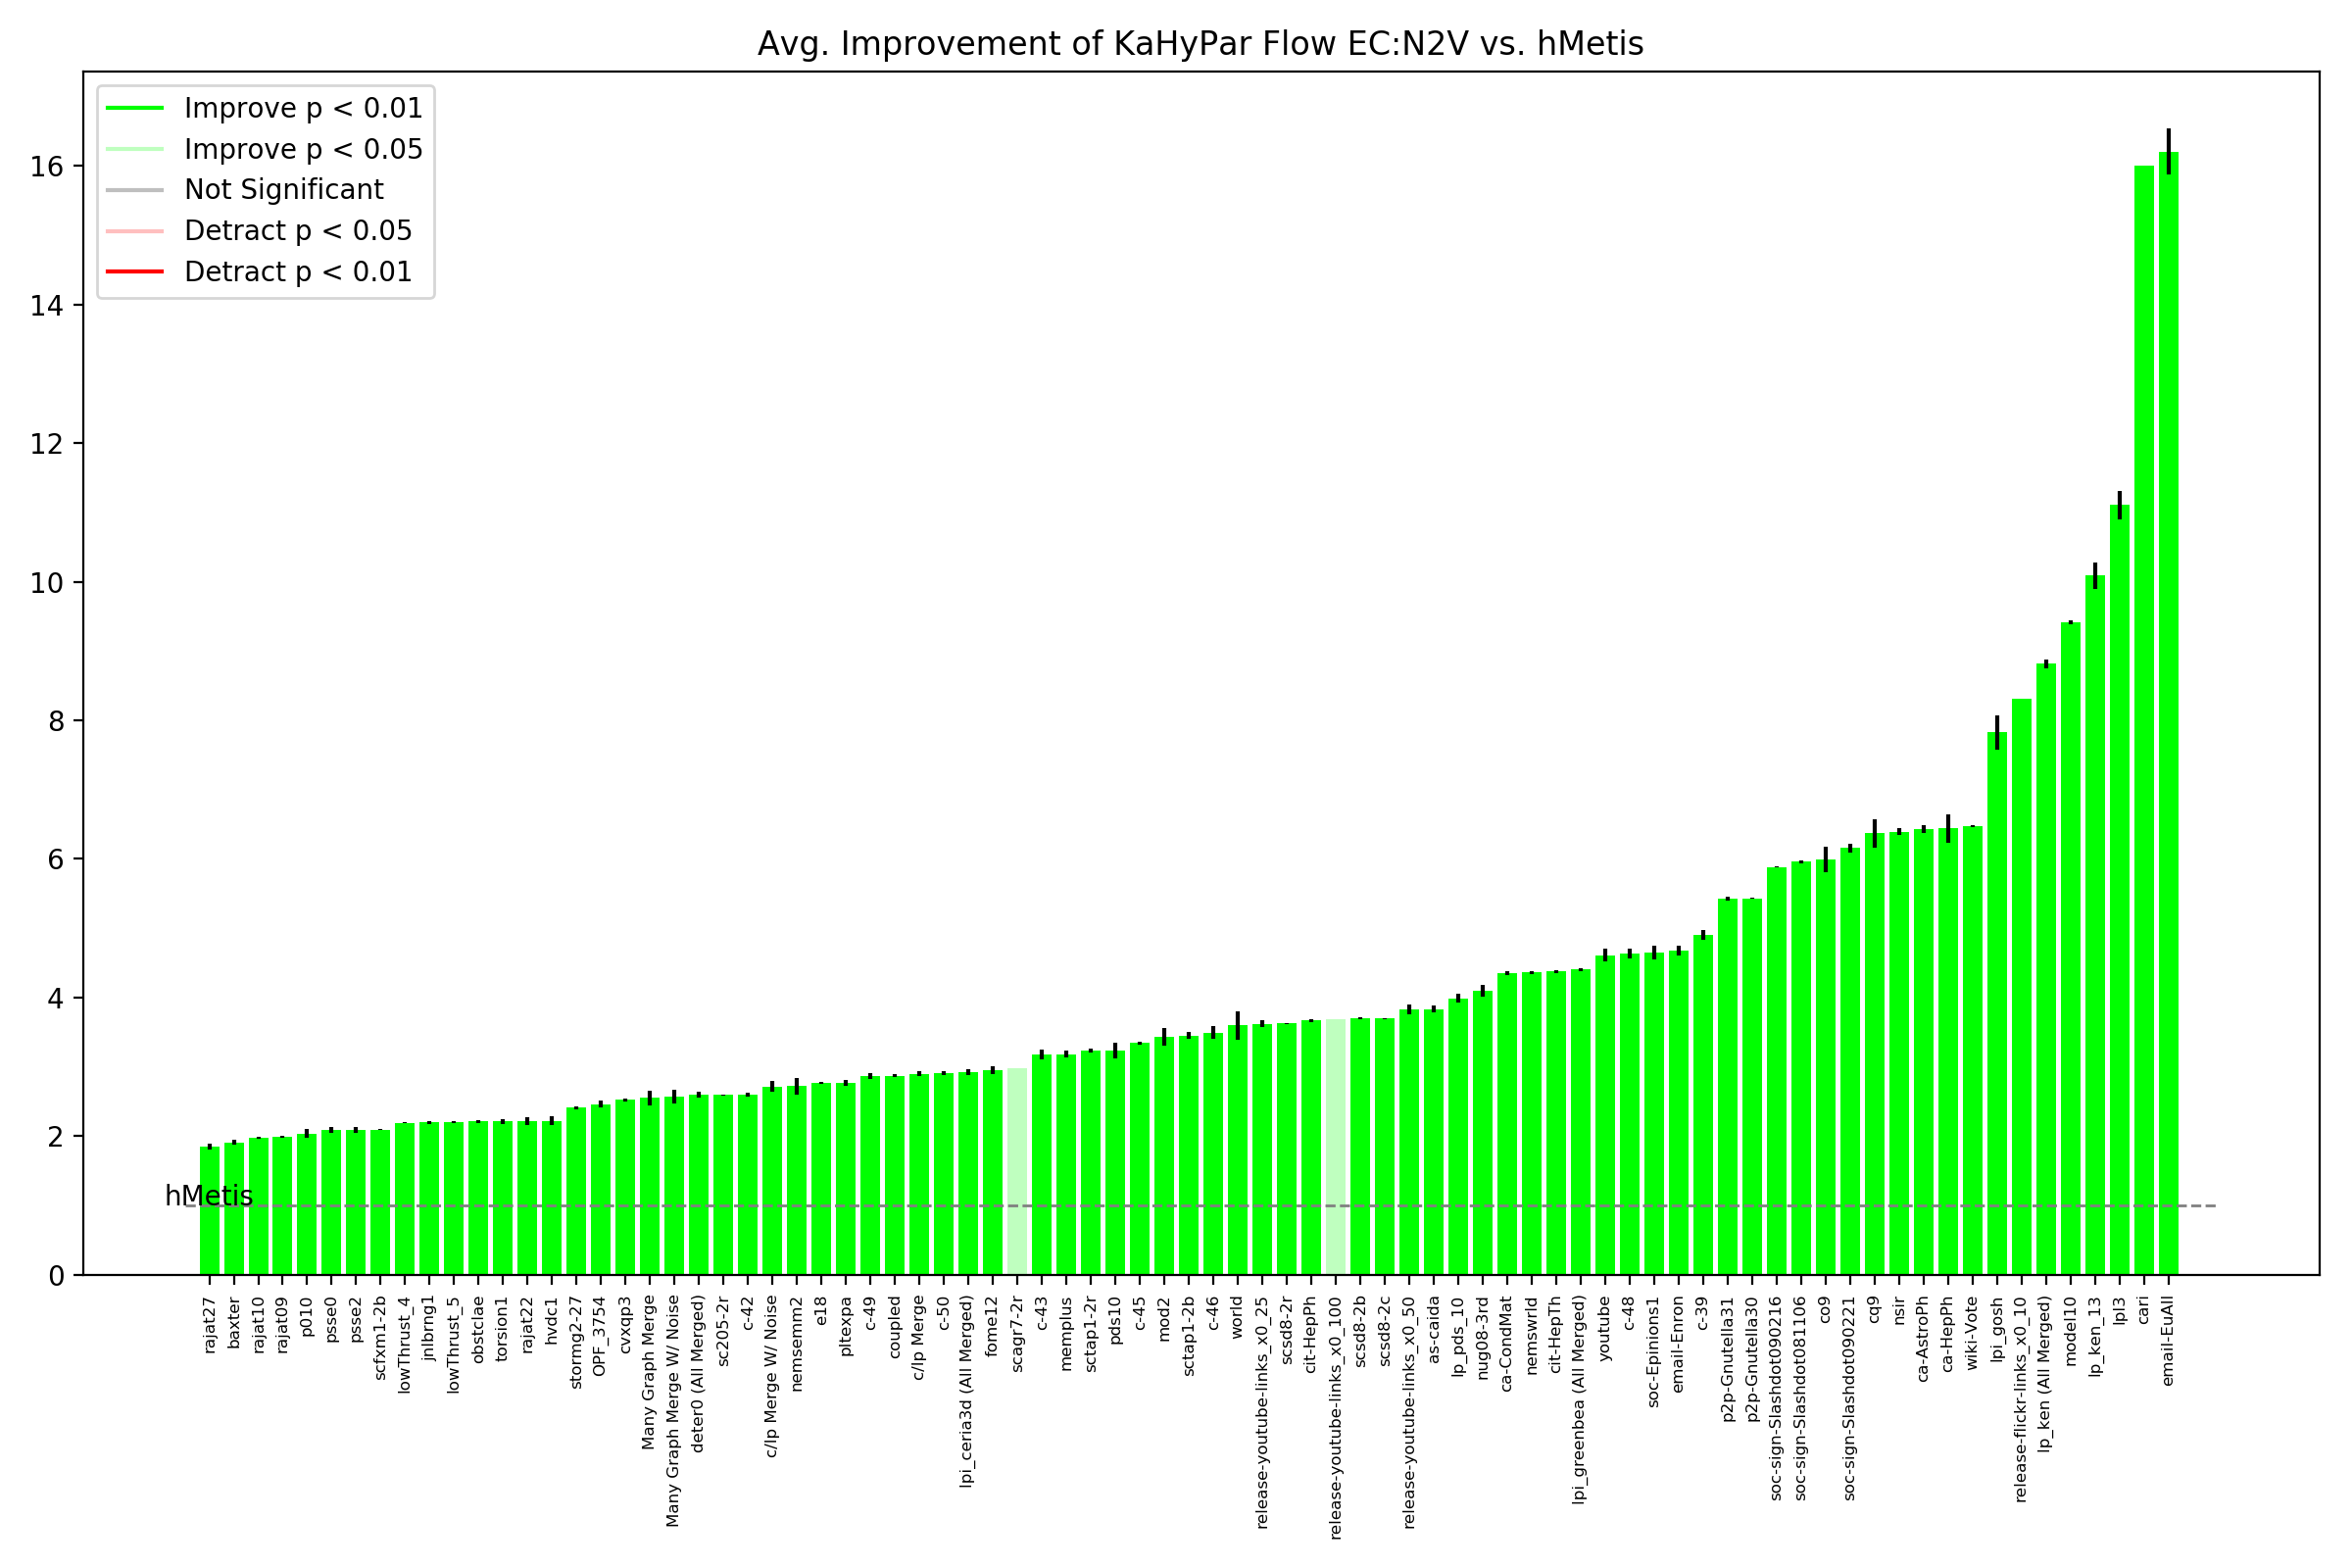 Avg. Improvement of KaHyPar Flow EC:N2V vs. hMetis
Improve p < 0.01
Improve p < 0.05
Not Significant
Detract p < 0.05
Detract p < 0.01
16
14
12
10
8
6
4
2
0
hMetis
rajat27
baxter
rajat10
rajat09
p010
psse0
psse2
scfxm1-2b
lowThrust_4
jnlbrng1
lowThrust_5
obstclae
torsion1
rajat22
hvdc1
stormg2-27
OPF_3754
cvxqp3
Many Graph Merge
Many Graph Merge W/ Noise
deter0 (All Merged)
sc205-2r
c-42
c/lp Merge W/ Noise
nemsemm2
e18
pltexpa
c-49
coupled
c/lp Merge
c-50
lpi_ceria3d (All Merged)
fome12
scagr7-2r
c-43
memplus
sctap1-2r
pds10
c-45
mod2
sctap1-2b
c-46
world
release-youtube-links_x0_25
scsd8-2r
cit-HepPh
release-youtube-links_x0_100
scsd8-2b
scsd8-2c
release-youtube-links_x0_50
as-caida
lp_pds_10
nug08-3rd
ca-CondMat
nemswrld
cit-HepTh
lpi_greenbea (All Merged)
youtube
c-48
soc-Epinions1
email-Enron
c-39
p2p-Gnutella31
p2p-Gnutella30
soc-sign-Slashdot090216
soc-sign-Slashdot081106
co9
soc-sign-Slashdot090221
cq9
nsir
ca-AstroPh
ca-HepPh
wiki-Vote
lpi_gosh
release-flickr-links_x0_10
lp_ken (All Merged)
model10
lp_ken_13
lpl3
cari
email-EuAll